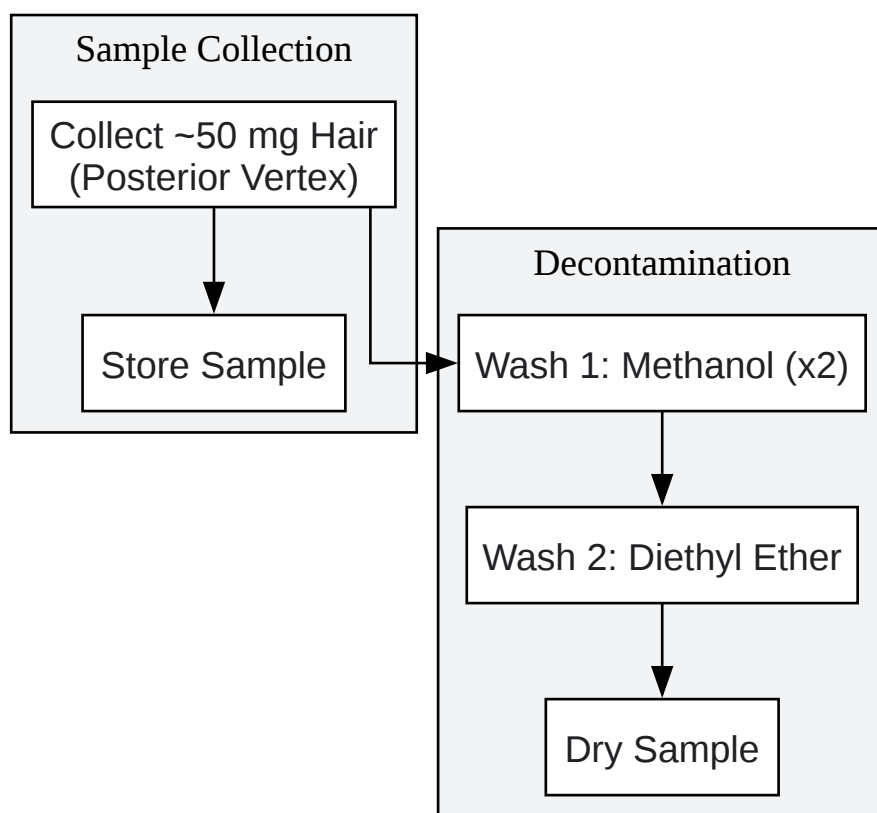 Sample Collection
Collect ~50 mg Hair
(Posterior Vertex)
Store Sample
Decontamination
Wash 1: Methanol (x2)
Wash 2: Diethyl Ether
Dry Sample